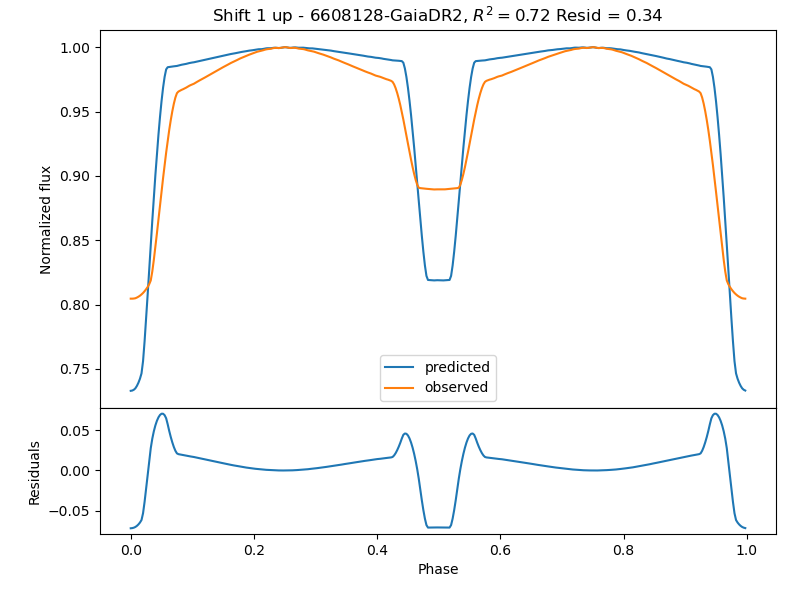 Shift 1 up - 6608128-GaiaDR2, R² = 0.72 Resid = 0.34
Normalized flux
1.00
0.95
0.90
0.85
0.80
0.75
predicted
observed
Residuals
0.05
0.00
−0.05
0.0 0.2 0.4 0.6 0.8 1.0
Phase